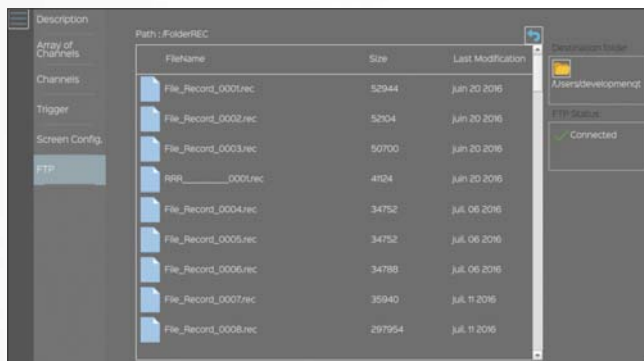 Description
Array of
Channels
Channels
Trigger
Screen Config.
FTP
Path : /FolderREC
FileName Size Last Modification
File_Record_0001.rec 52944 juin 20 2016
File_Record_0002.rec 52104 juin 20 2016
File_Record_0003.rec 50700 juin 20 2016
RRR________0001.rec 41124 juin 20 2016
File_Record_0004.rec 34752 juil. 06 2016
File_Record_0005.rec 34752 juil. 06 2016
File_Record_0006.rec 34788 juil. 06 2016
File_Record_0007.rec 35940 juil. 11 2016
File_Record_0008.rec 297954 juil. 11 2016
Destination folder
/Users/developmenqt
FTP Status
Connected